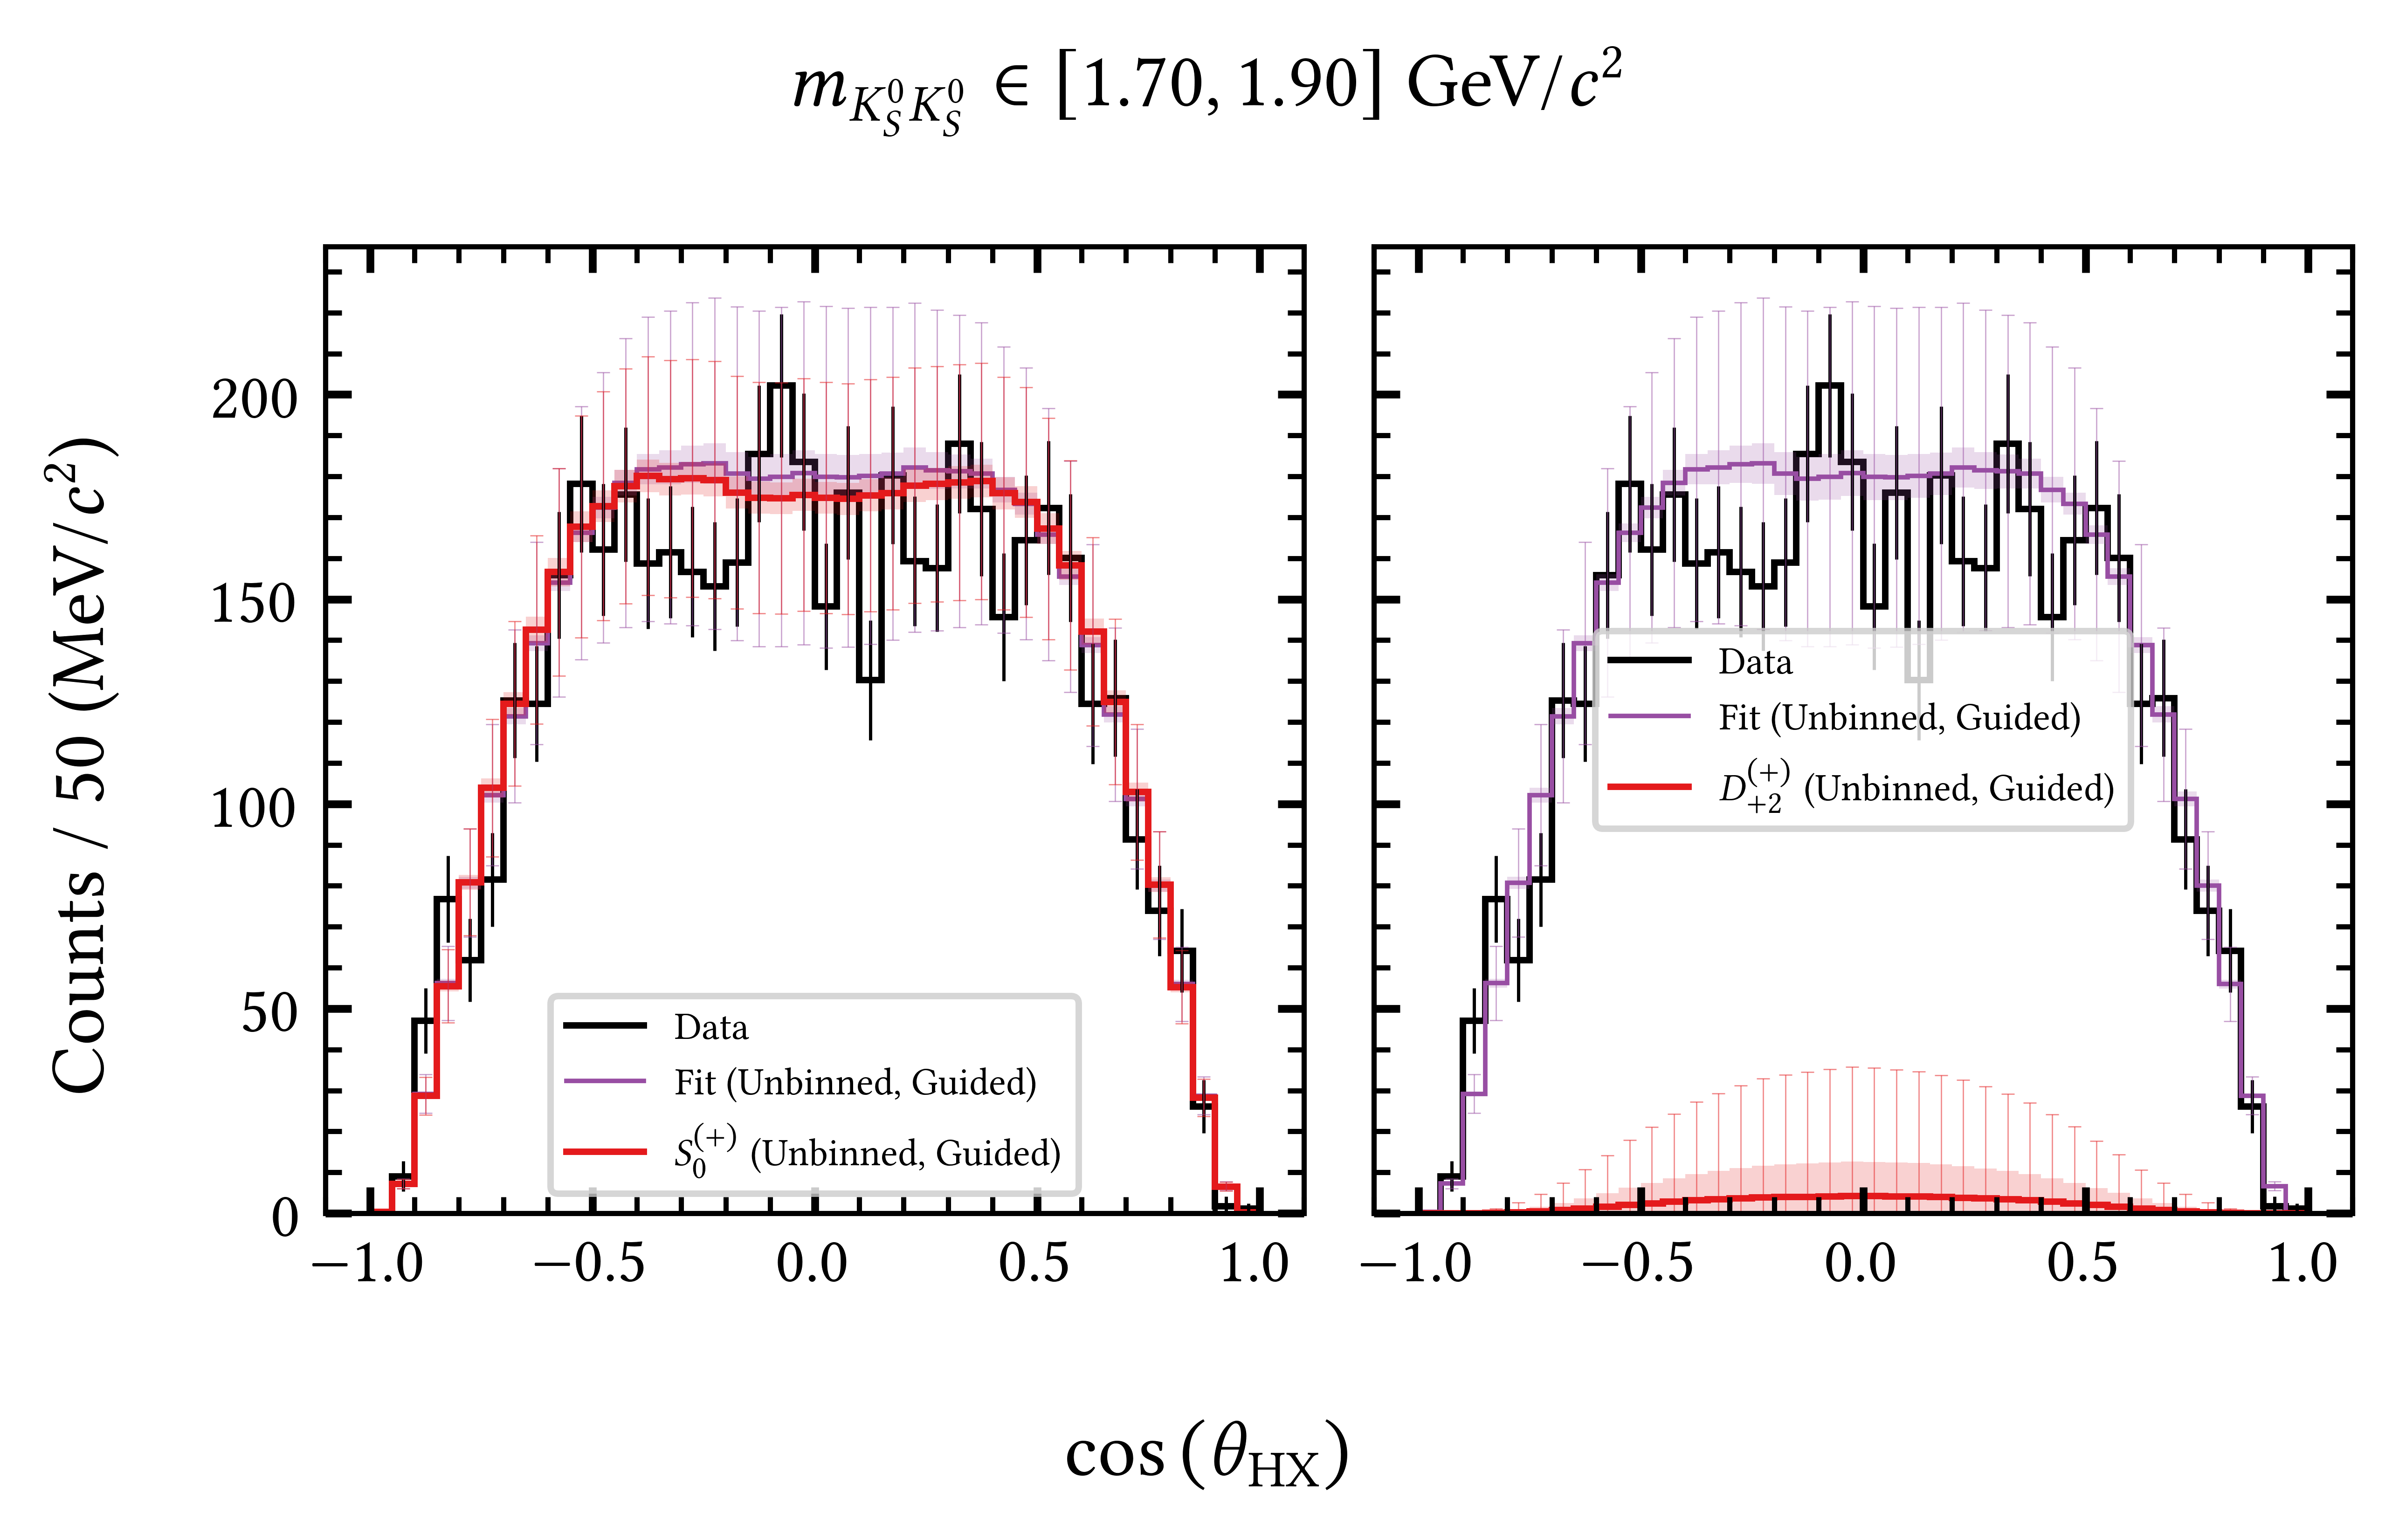 m_{K_S^0 K_S^0} ∈ [1.70, 1.90] GeV/c²
Counts / 50 (MeV/c²)
200
150
100
50
0
Data
Fit (Unbinned, Guided)
S_0^{(+)} (Unbinned, Guided)
−1.0 −0.5 0.0 0.5 1.0
Data
Fit (Unbinned, Guided)
D_{+2}^{(+)} (Unbinned, Guided)
−1.0 −0.5 0.0 0.5 1.0
cos (θ_HX)